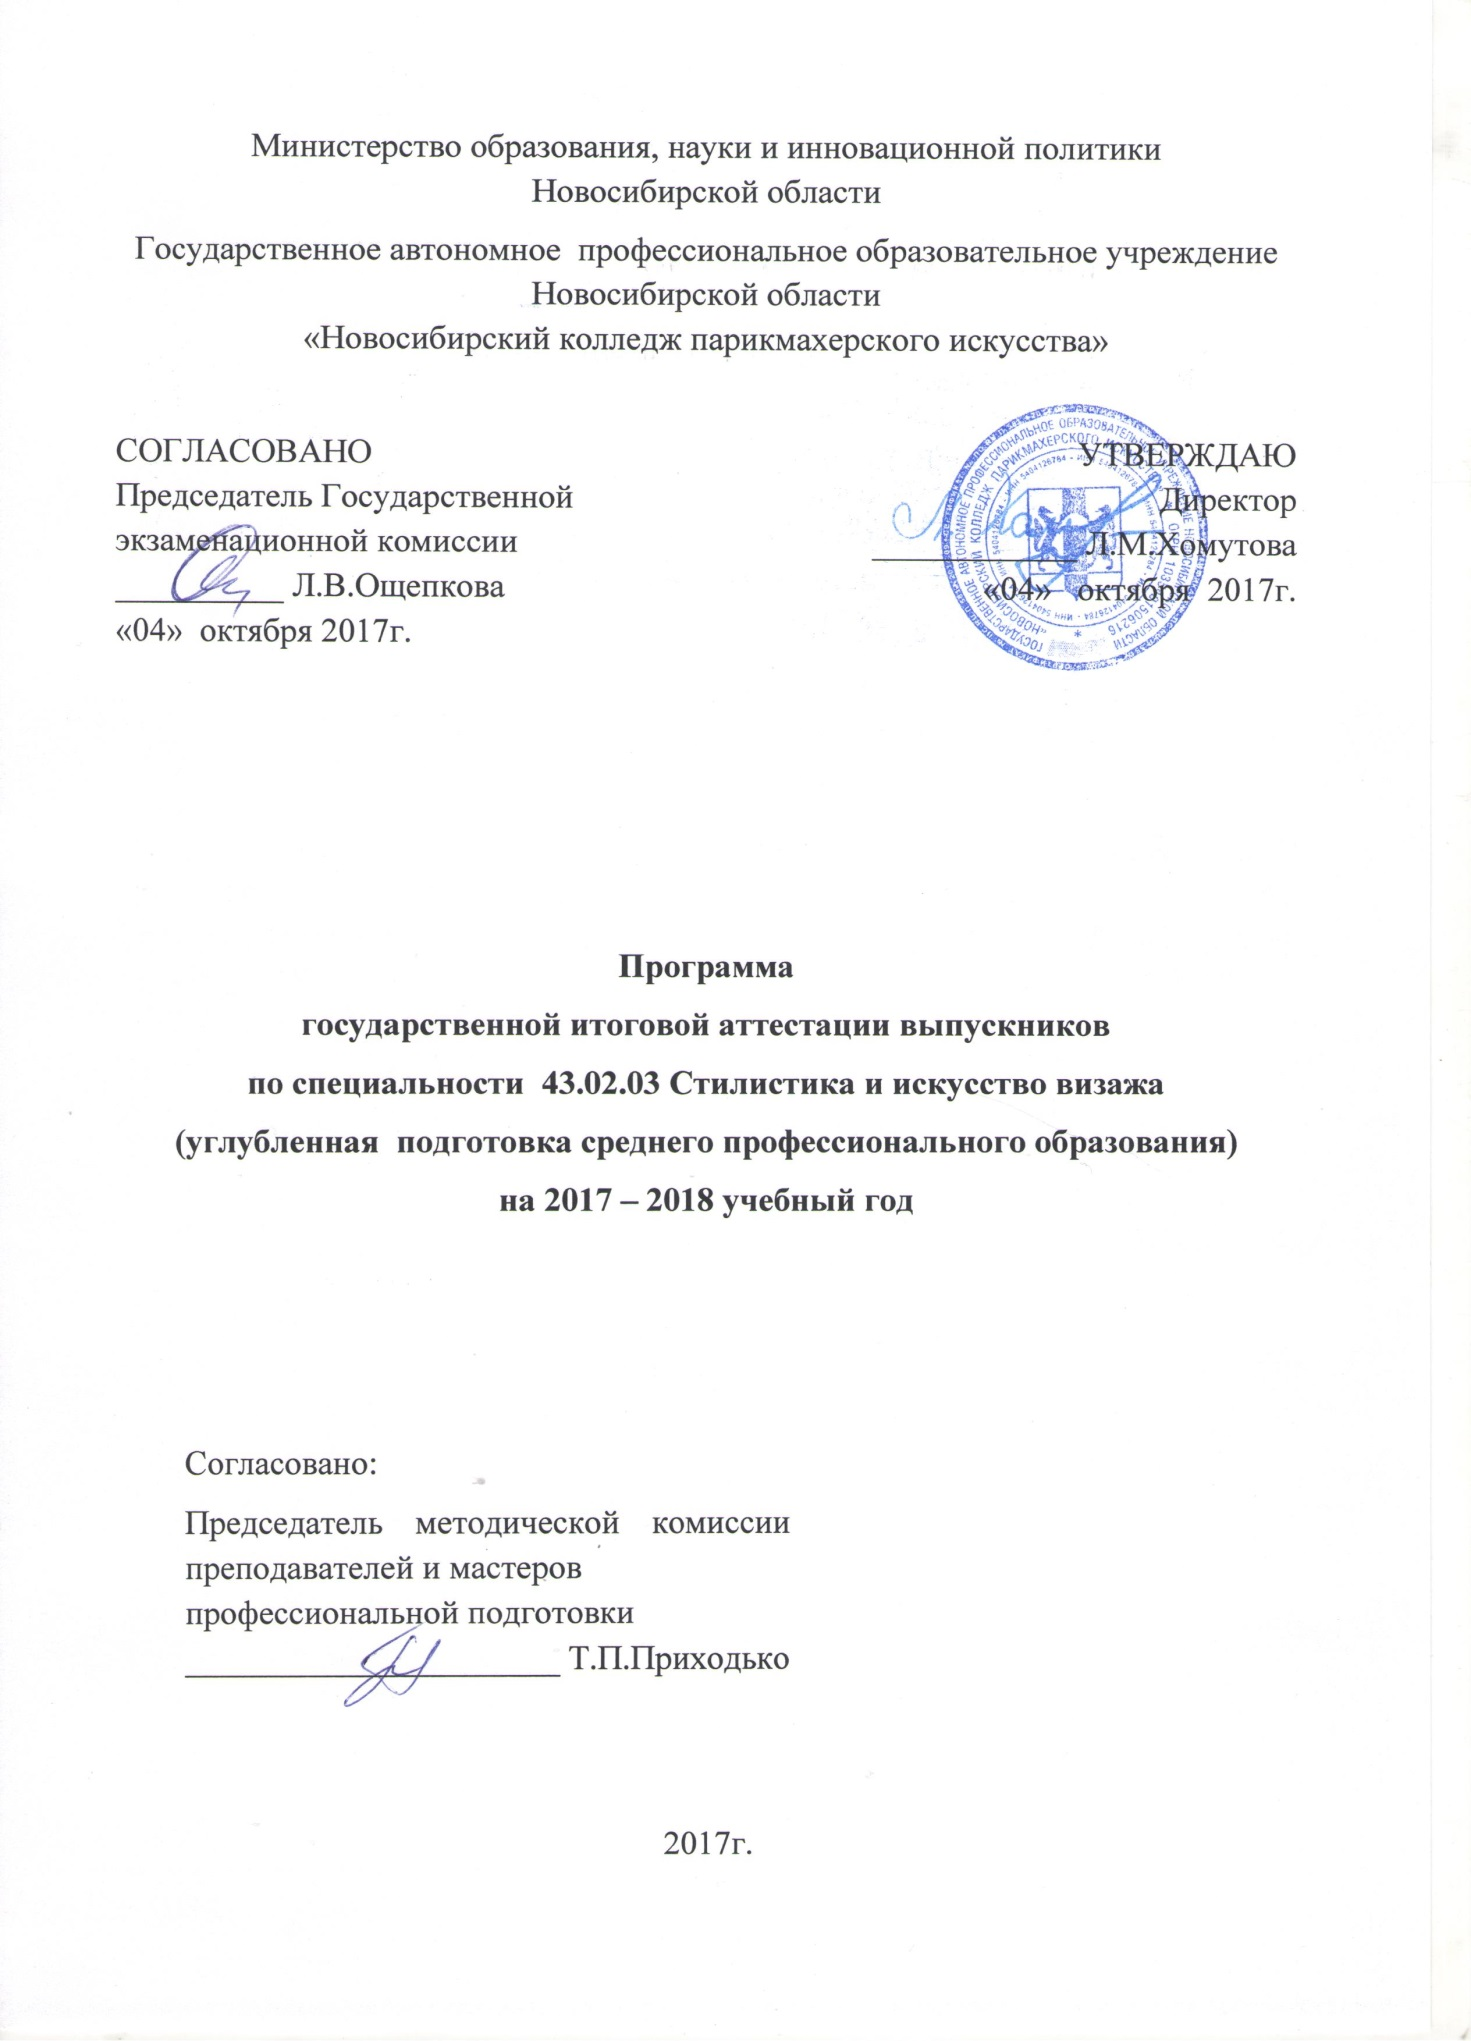 Министерство образования, науки и инновационной политики
Новосибирской области
Государственное автономное профессиональное образовательное учреждение
Новосибирской области
«Новосибирский колледж парикмахерского искусства»
СОГЛАСОВАНО
Председатель Государственной
экзаменационной комиссии
Л.В.Ощепкова
«04» октября 2017г.
УТВЕРЖДАЮ
Директор
Л.М.Хомутова
«04» октября 2017г.
Программа
государственной итоговой аттестации выпускников
по специальности 43.02.03 Стилистика и искусство визажа
(углубленная подготовка среднего профессионального образования)
на 2017 – 2018 учебный год
Согласовано:
Председатель методической комиссии
преподавателей и мастеров
профессиональной подготовки
Т.П.Приходько
2017г.